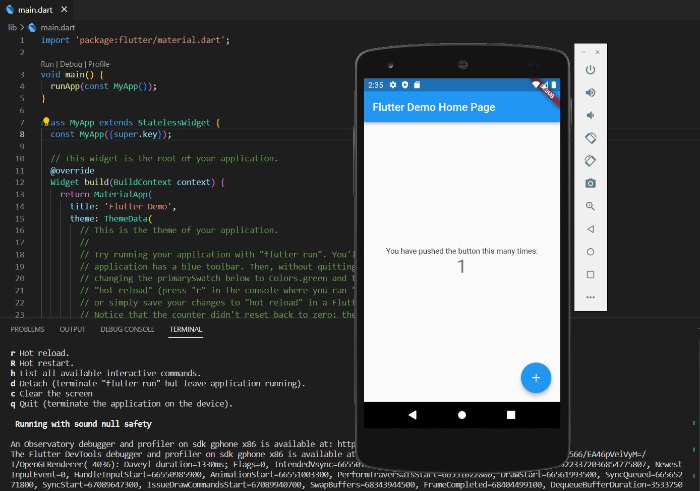 main.dart
lib > main.dart
1 import 'package:flutter/material.dart';
2
Run | Debug | Profile
3 void main() {
4 runApp(const MyApp());
5 }
6
7 class MyApp extends StatelessWidget {
8 const MyApp({super.key});
9
10 // This widget is the root of your application.
11 @override
12 Widget build(BuildContext context) {
13 return MaterialApp(
14 title: 'Flutter Demo',
15 theme: ThemeData(
16 // This is the theme of your application.
17 //
18 // Try running your application with "flutter run". You'l
19 // application has a blue toolbar. Then, without quitting
20 // changing the primarySwatch below to Colors.green and t
21 // "hot reload" (press "r" in the console where you ran "
22 // or simply save your changes to "hot reload" in a Flutt
23 // Notice that the counter didn't reset back to zero; the
2:35
DEBUG
Flutter Demo Home Page
You have pushed the button this many times:
1
+
PROBLEMS OUTPUT DEBUG CONSOLE TERMINAL
r Hot reload.
R Hot restart.
h List all available interactive commands.
d Detach (terminate "flutter run" but leave application running).
c Clear the screen
q Quit (terminate the application on the device).
Running with sound null safety
An Observatory debugger and profiler on sdk gphone x86 is available at: http
The Flutter DevTools debugger and profiler on sdk gphone x86 is available at
566/EA46pVeiVyM=/
I/OpenGLRenderer( 4036): Davey! duration=1330ms; Flags=0, IntendedVsync=
223372036854775807, Newest
InputEvent=0, HandleInputStart=66550985900, AnimationStart=66551003300, PerformTraversalsStart= DrawStart=66561993500, SyncQueued=665652
71800, SyncStart=67089647300, IssueDrawCommandsStart=67089940700, SwapBuffers=68343944500, FrameCompleted=68404499100, DequeueBufferDuration=3533750